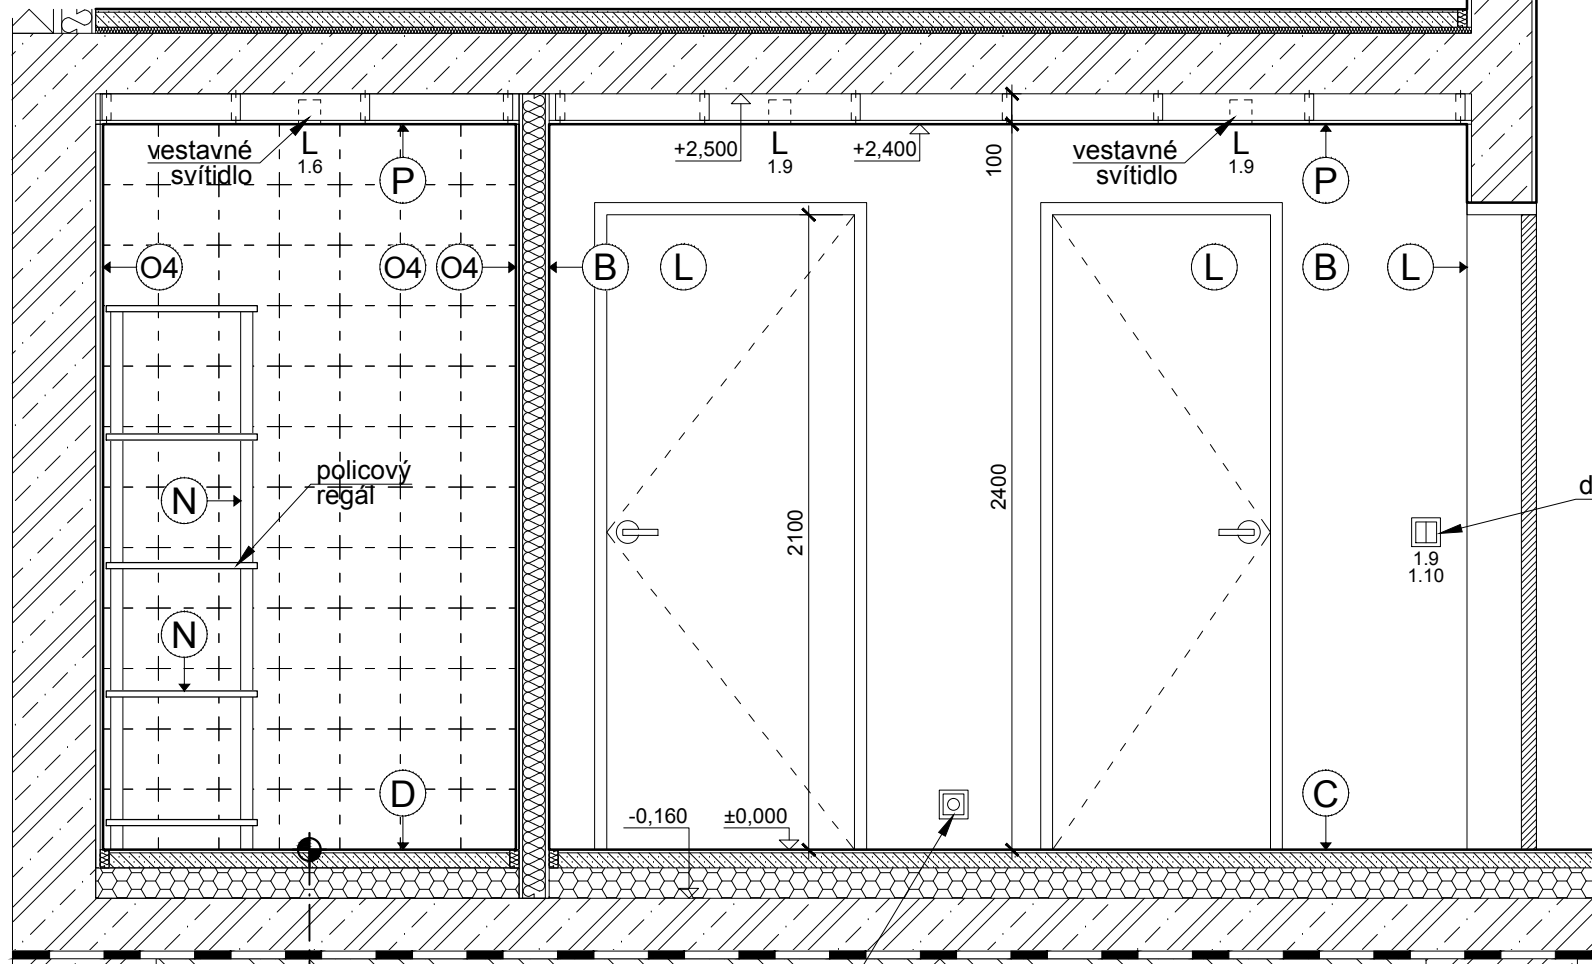 vestavné
svítidlo
L
1.6
P
+2,500
L
1.9
+2,400
100
vestavné
svítidlo
L
1.9
P
O4
O4
O4
B
L
L
B
L
policový
regál
N
2100
2400
d
1.9
1.10
N
D
-0,160
±0,000
C